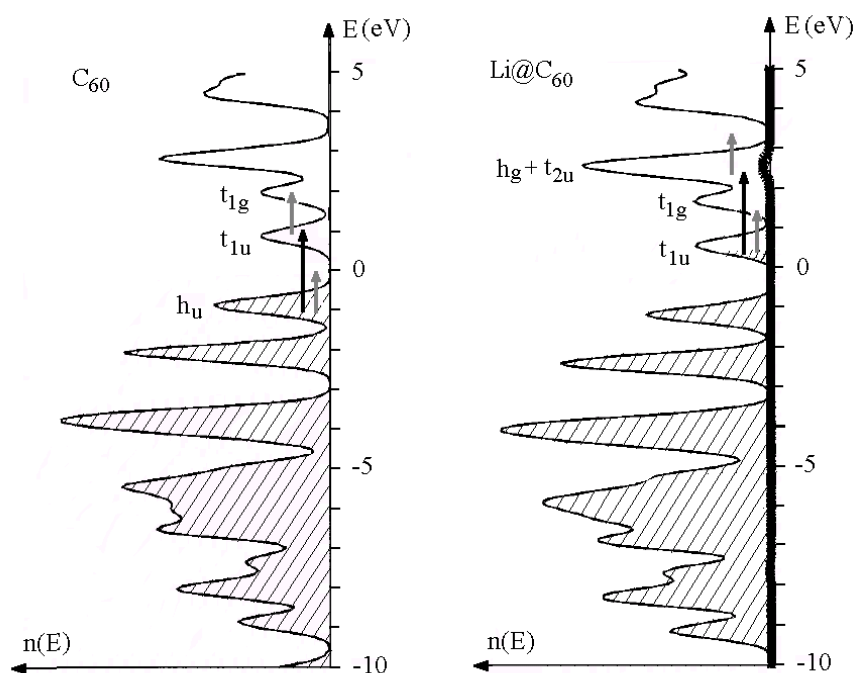 E (eV)
C60
5
t1g
t1u
0
hu
-5
n(E)
-10
E (eV)
Li@C60
5
hg + t2u
t1g
t1u
0
-5
n(E)
-10